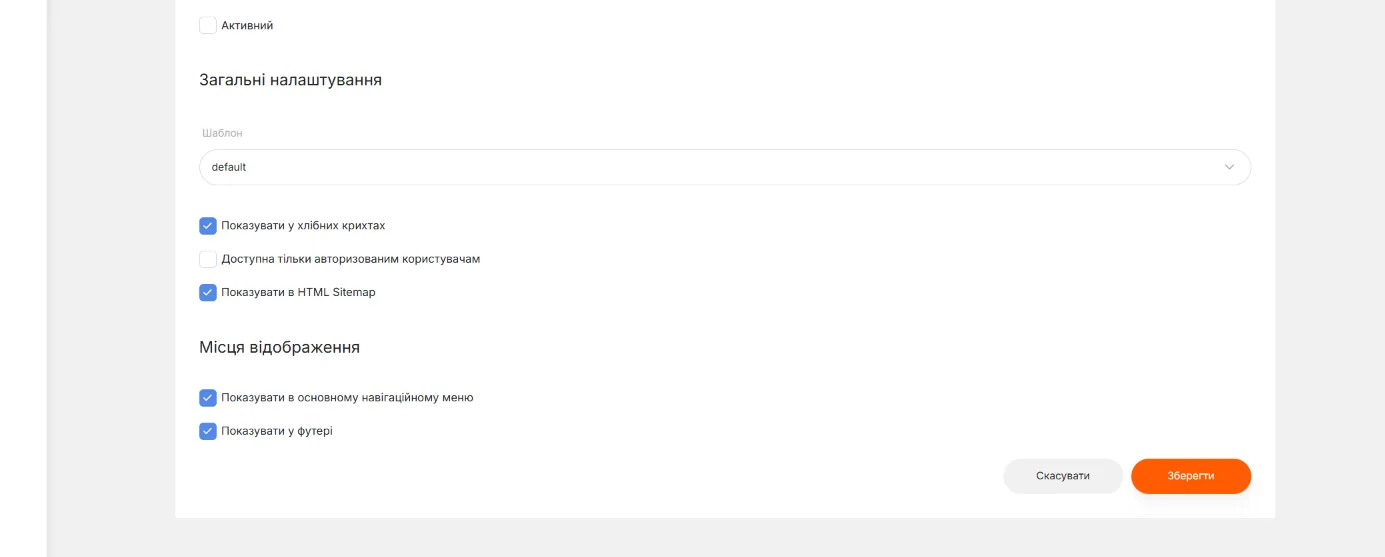 Активний
Загальні налаштування
Шаблон
default
Показувати у хлібних крихтах
Доступна тільки авторизованим користувачам
Показувати в HTML Sitemap
Місця відображення
Показувати в основному навігаційному меню
Показувати у футері
Скасувати
Зберегти